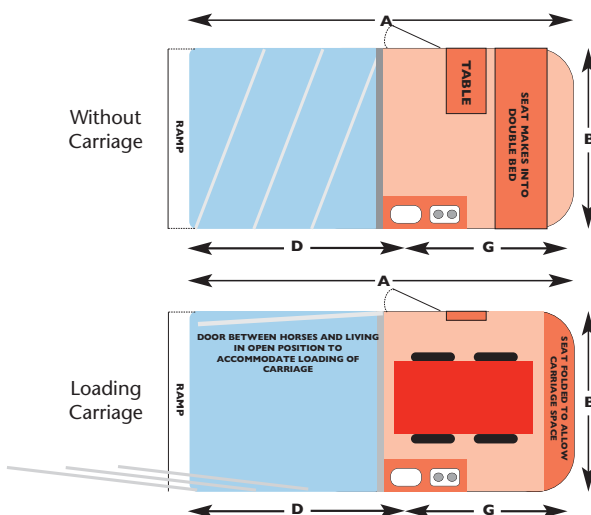 A
Without
Carriage
RAMP
TABLE
SEAT MAKES INTO
DOUBLE BED
B
D
G
A
Loading
Carriage
RAMP
DOOR BETWEEN HORSES AND LIVING
IN OPEN POSITION TO
ACCOMMODATE LOADING OF
CARRIAGE
SEAT FOLDED TO ALLOW
CARRIAGE SPACE
B
D
G